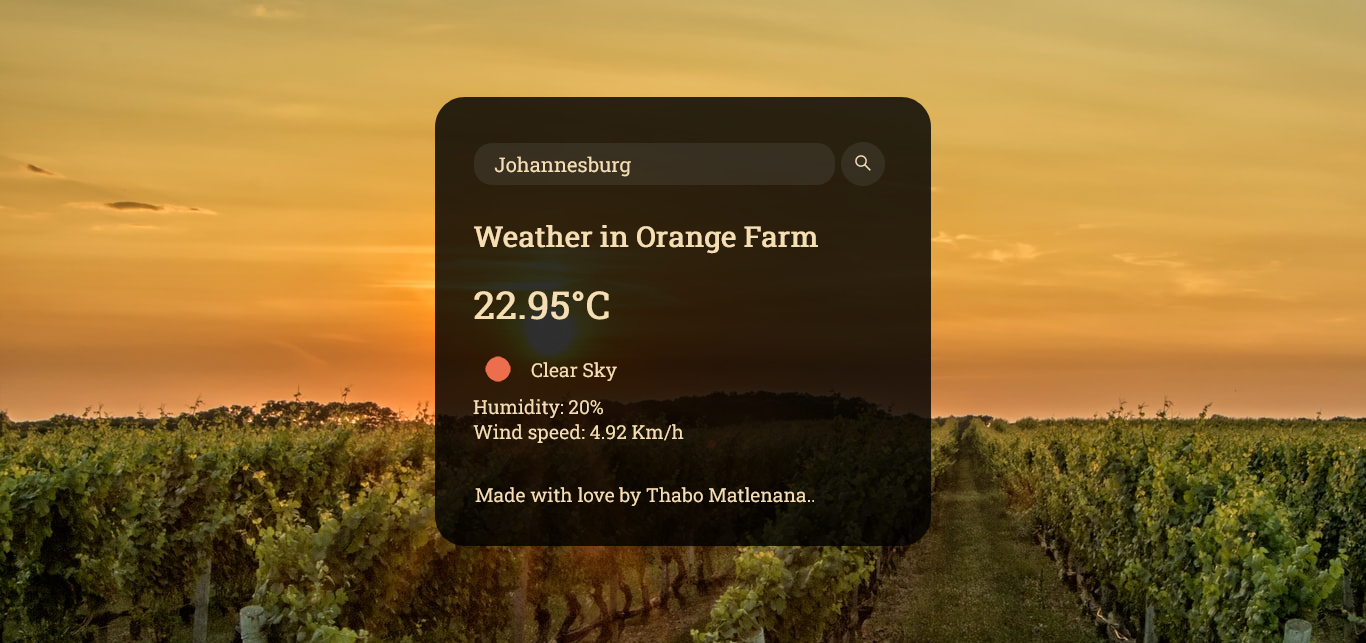 Johannesburg
Weather in Orange Farm
22.95°C
Clear Sky
Humidity: 20%
Wind speed: 4.92 Km/h
Made with love by Thabo Matlenana..